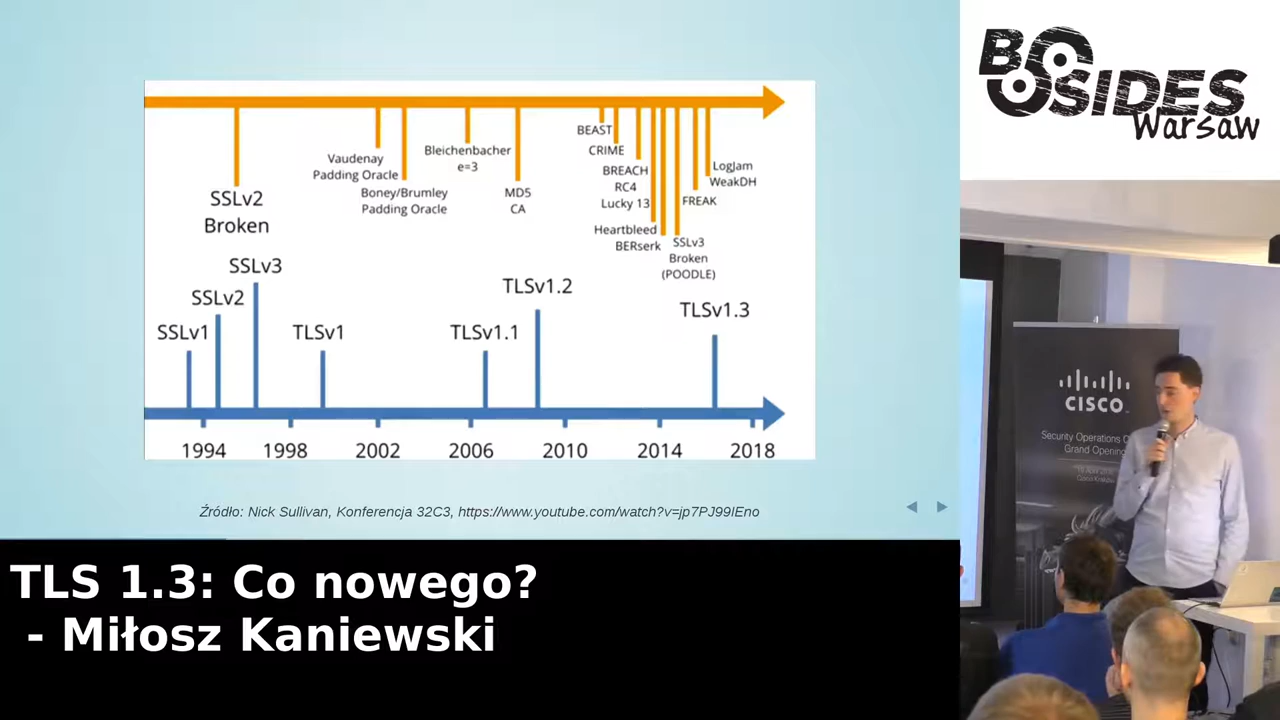 BSIDES
Warsaw
SSLv2
Broken
Vaudenay
Padding Oracle
Boney/Brumley
Padding Oracle
Bleichenbacher
e=3
MD5
CA
BEAST
CRIME
BREACH
RC4
Lucky 13
Heartbleed
BERserk
SSLv3
Broken
(POODLE)
FREAK
LogJam
WeakDH
SSLv1
SSLv2
SSLv3
TLSv1
TLSv1.1
TLSv1.2
TLSv1.3
1994 1998 2002 2006 2010 2014 2018
Źródło: Nick Sullivan, Konferencja 32C3, https://www.youtube.com/watch?v=jp7PJ99lEno
CISCO
Security Operations
Grand Opening
TLS 1.3: Co nowego?
- Miłosz Kaniewski